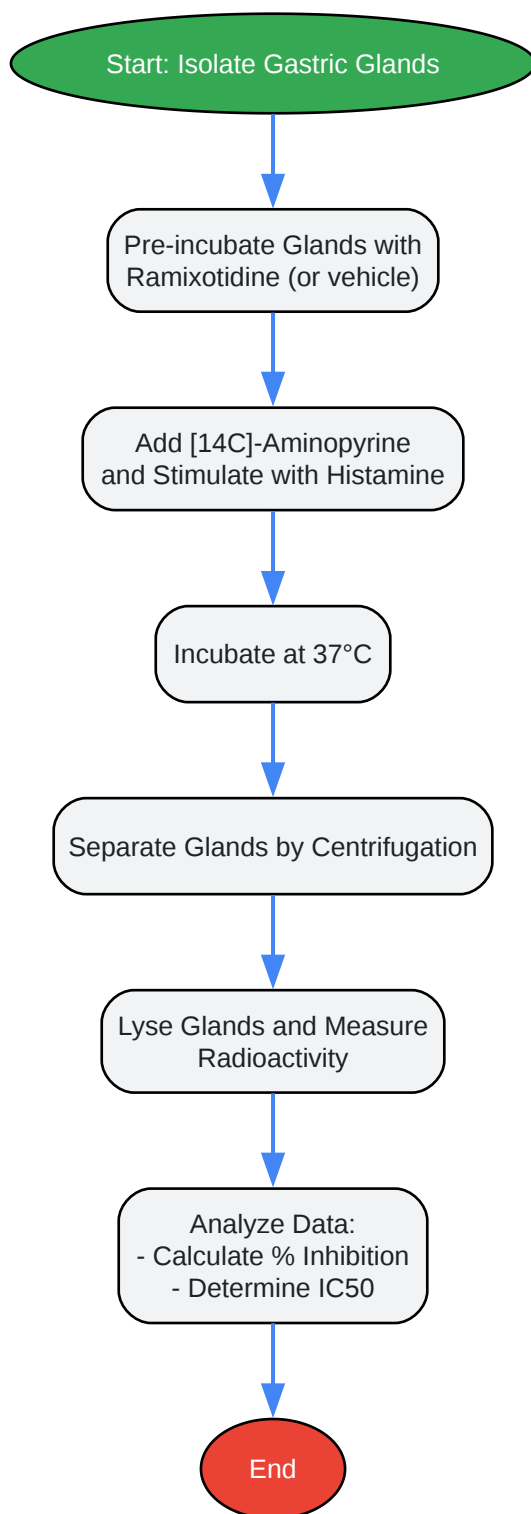 Start: Isolate Gastric Glands
Pre-incubate Glands with
Ramixotidine (or vehicle)
Add [14C]-Aminopyrine
and Stimulate with Histamine
Incubate at 37°C
Separate Glands by Centrifugation
Lyse Glands and Measure
Radioactivity
Analyze Data:
- Calculate % Inhibition
- Determine IC50
End